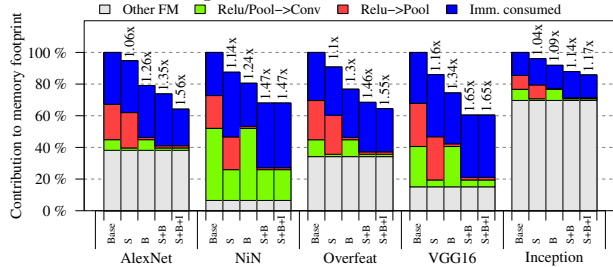 Other FM Relu/Pool->Conv Relu->Pool Imm. consumed
Contribution to memory footprint
100 %
80 %
60 %
40 %
20 %
0 %
1.06x 1.26x 1.35x 1.56x
1.14x 1.24x 1.47x 1.47x
1.1x 1.3x 1.46x 1.55x
1.16x 1.34x 1.65x 1.65x
1.04x 1.09x 1.14x 1.17x
Base S B S+B S+B+I
Base S B S+B S+B+I
Base S B S+B S+B+I
Base S B S+B S+B+I
Base S B S+B S+B+I
AlexNet NiN Overfeat VGG16 Inception